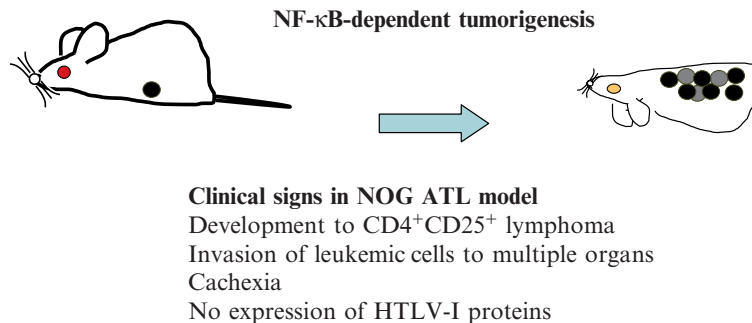 NF-κB-dependent tumorigenesis
Clinical signs in NOG ATL model
Development to CD4⁺CD25⁺ lymphoma
Invasion of leukemic cells to multiple organs
Cachexia
No expression of HTLV-I proteins